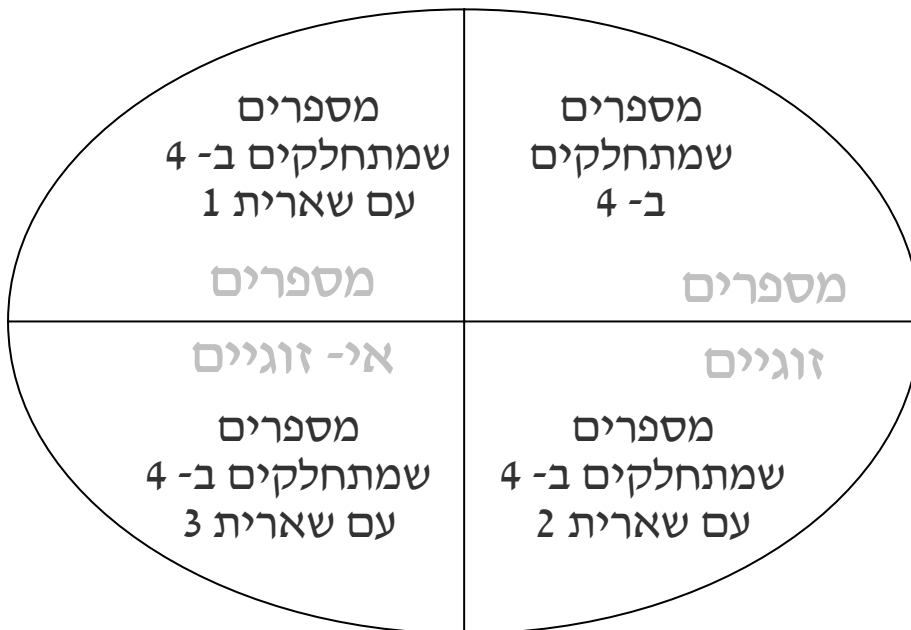 מספרים
שמתחלקים
ב- 4
מספרים
שמתחלקים ב- 4
עם שארית 1
מספרים
זוגיים
מספרים
אי- זוגיים
מספרים
שמתחלקים ב- 4
עם שארית 2
מספרים
שמתחלקים ב- 4
עם שארית 3